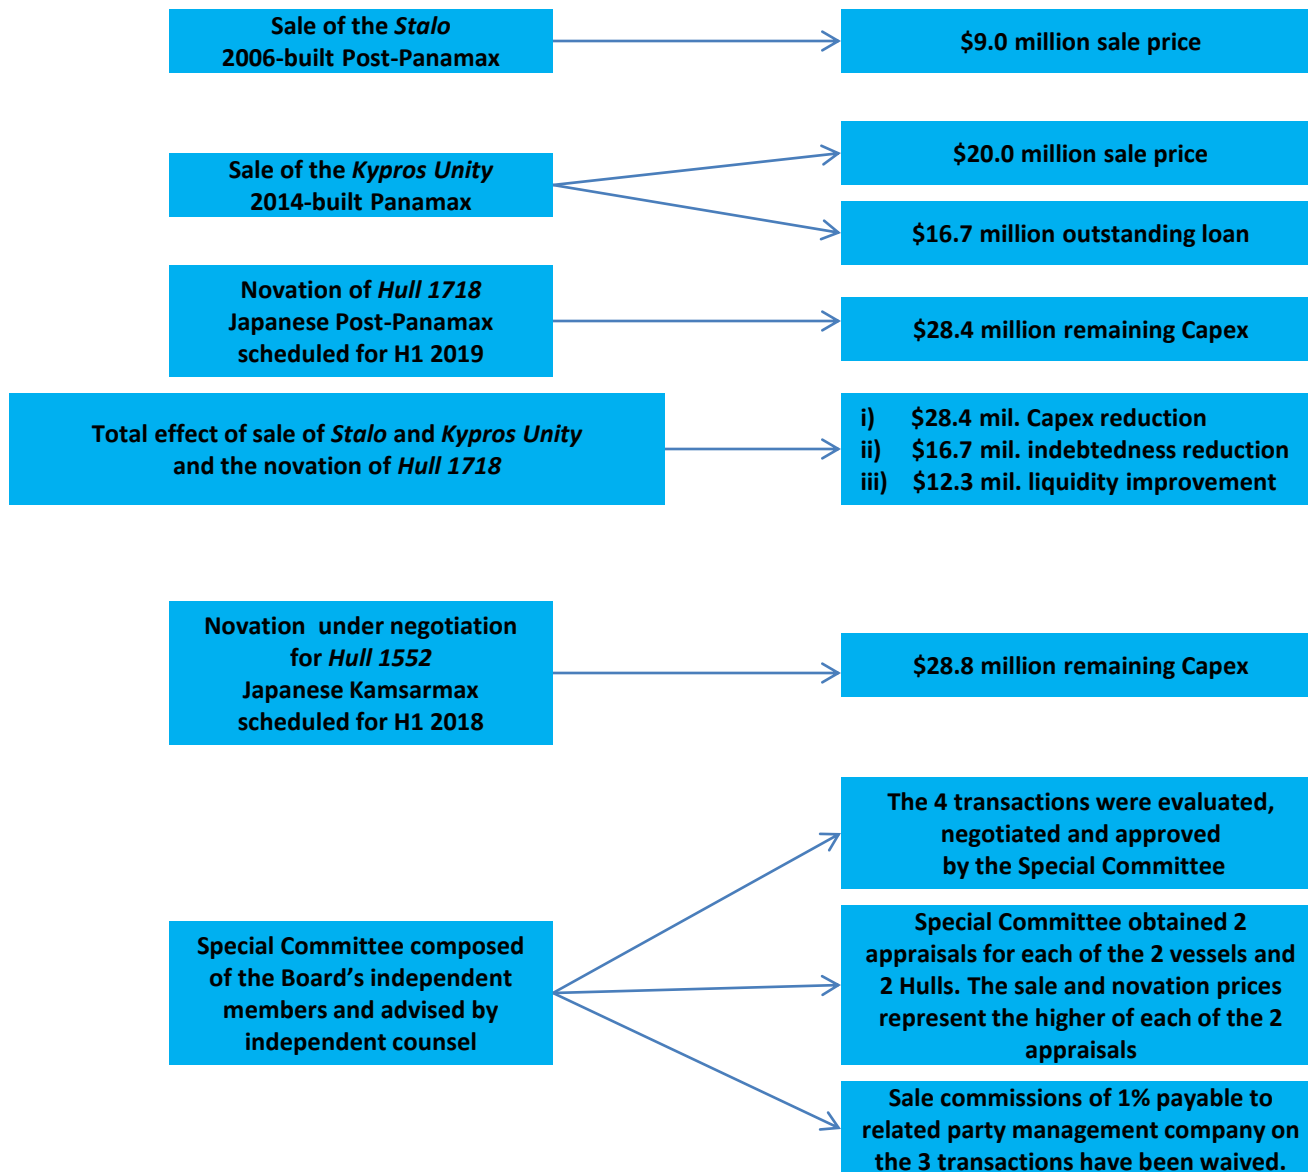 Sale of the Stalo
2006-built Post-Panamax
$9.0 million sale price
Sale of the Kypros Unity
2014-built Panamax
$20.0 million sale price
$16.7 million outstanding loan
Novation of Hull 1718
Japanese Post-Panamax
scheduled for H1 2019
$28.4 million remaining Capex
Total effect of sale of Stalo and Kypros Unity
and the novation of Hull 1718
i) $28.4 mil. Capex reduction
ii) $16.7 mil. indebtedness reduction
iii) $12.3 mil. liquidity improvement
Novation under negotiation
for Hull 1552
Japanese Kamsarmax
scheduled for H1 2018
$28.8 million remaining Capex
Special Committee composed
of the Board’s independent
members and advised by
independent counsel
The 4 transactions were evaluated,
negotiated and approved
by the Special Committee
Special Committee obtained 2
appraisals for each of the 2 vessels and
2 Hulls. The sale and novation prices
represent the higher of each of the 2
appraisals
Sale commissions of 1% payable to
related party management company on
the 3 transactions have been waived.